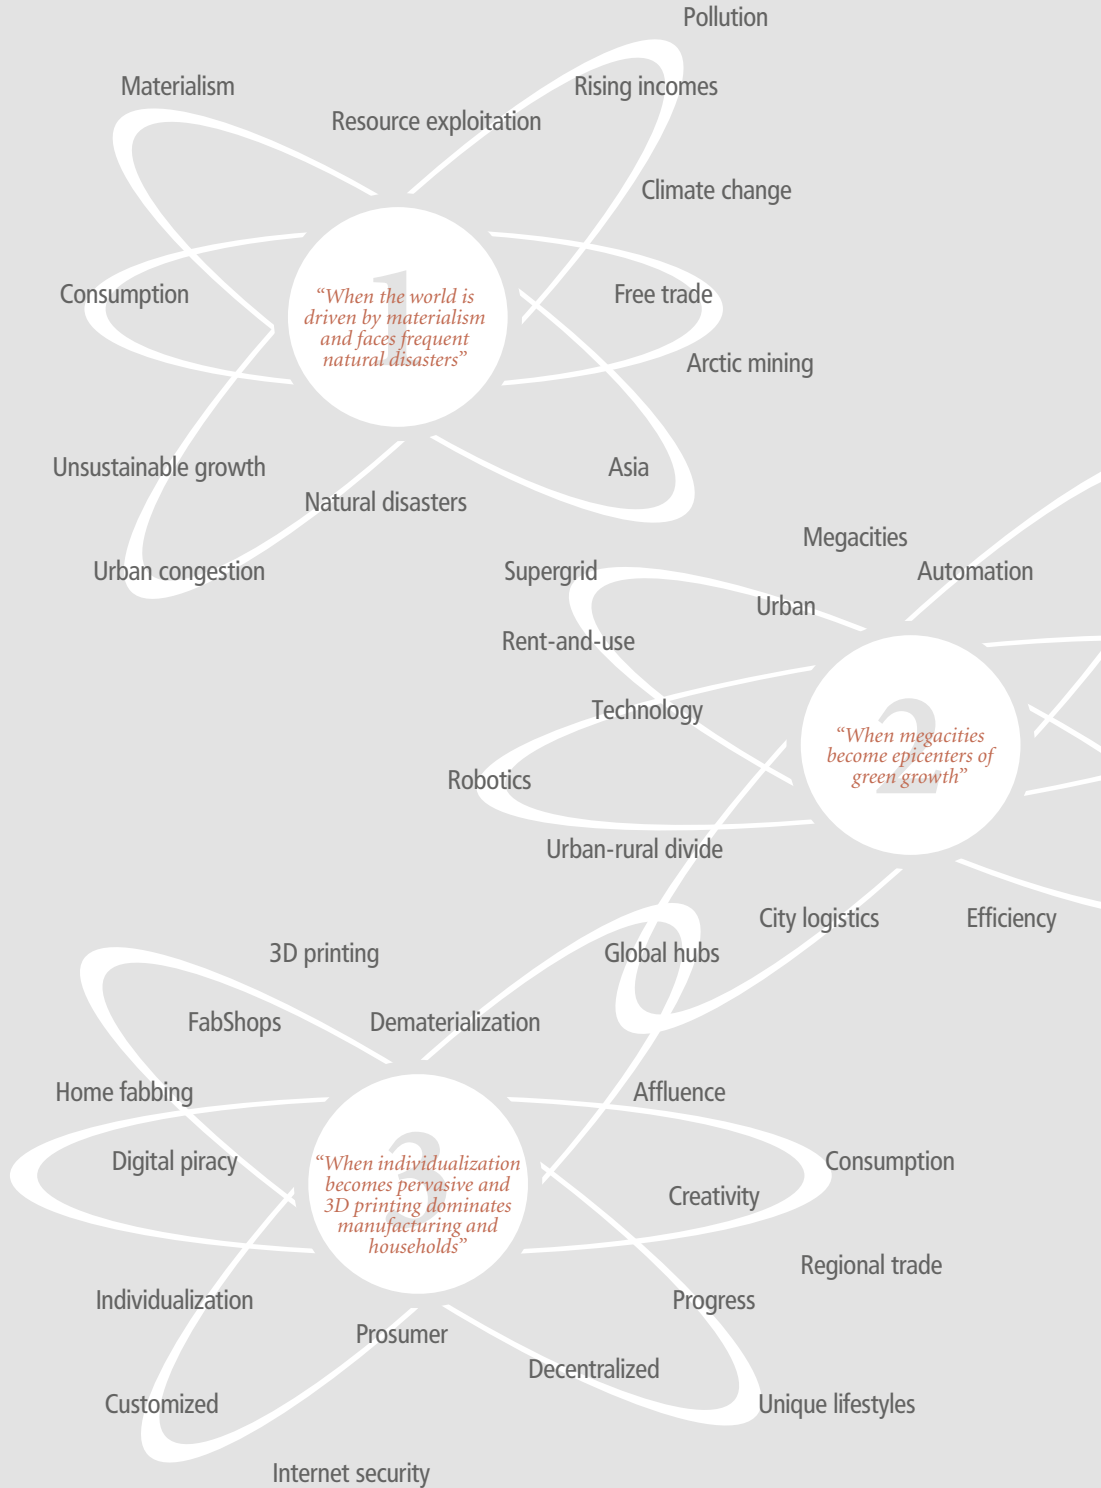 Pollution
Materialism
Rising incomes
Resource exploitation
Climate change
Consumption
1
“When the world is
driven by materialism
and faces frequent
natural disasters”
Free trade
Arctic mining
Unsustainable growth
Asia
Natural disasters
Urban congestion
Megacities
Supergrid
Automation
Urban
Rent-and-use
Technology
2
“When megacities
become epicenters of
green growth”
Robotics
Urban-rural divide
City logistics
Efficiency
Global hubs
3D printing
FabShops
Dematerialization
Home fabbing
Affluence
Digital piracy
3
“When individualization
becomes pervasive and
3D printing dominates
manufacturing and
households”
Consumption
Creativity
Regional trade
Individualization
Progress
Prosumer
Decentralized
Customized
Unique lifestyles
Internet security